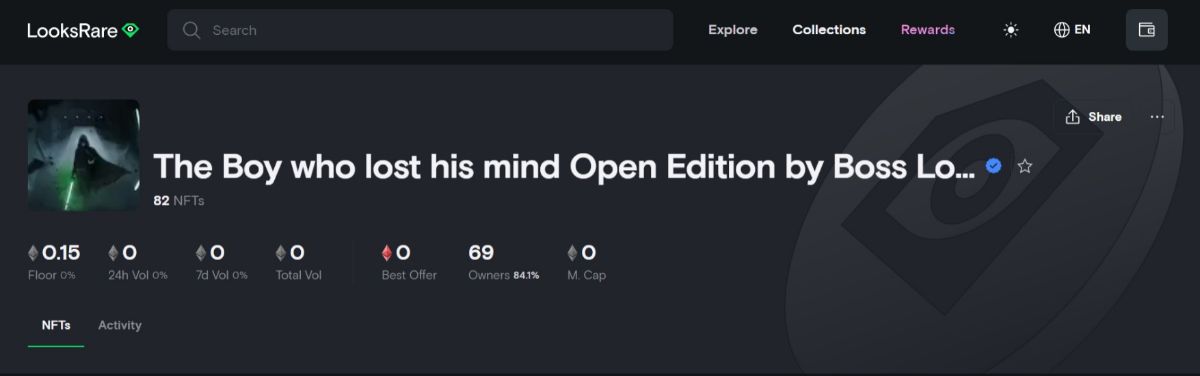 LooksRare Search Explore Collections Rewards EN
Share ...
The Boy who lost his mind Open Edition by Boss Lo...
82 NFTs
0.15 0 0 0 0 69 0
Floor 0% 24h Vol 0% 7d Vol 0% Total Vol Best Offer Owners 84.1% M. Cap
NFTs Activity